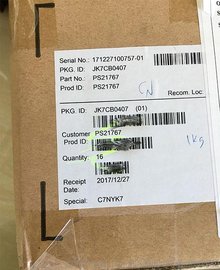 Serial No.: 171227100757-01
PKG. ID: JK7CB0407
Part No.: PS21767
Prod ID: PS21767
CN
Recom. Loc
PKG. ID: JK7CB0407 (01)
Customer PS21767
Prod ID:
1kg
Quantity: 16
Receipt 2017/12/27
Date:
Special: C7NYK7